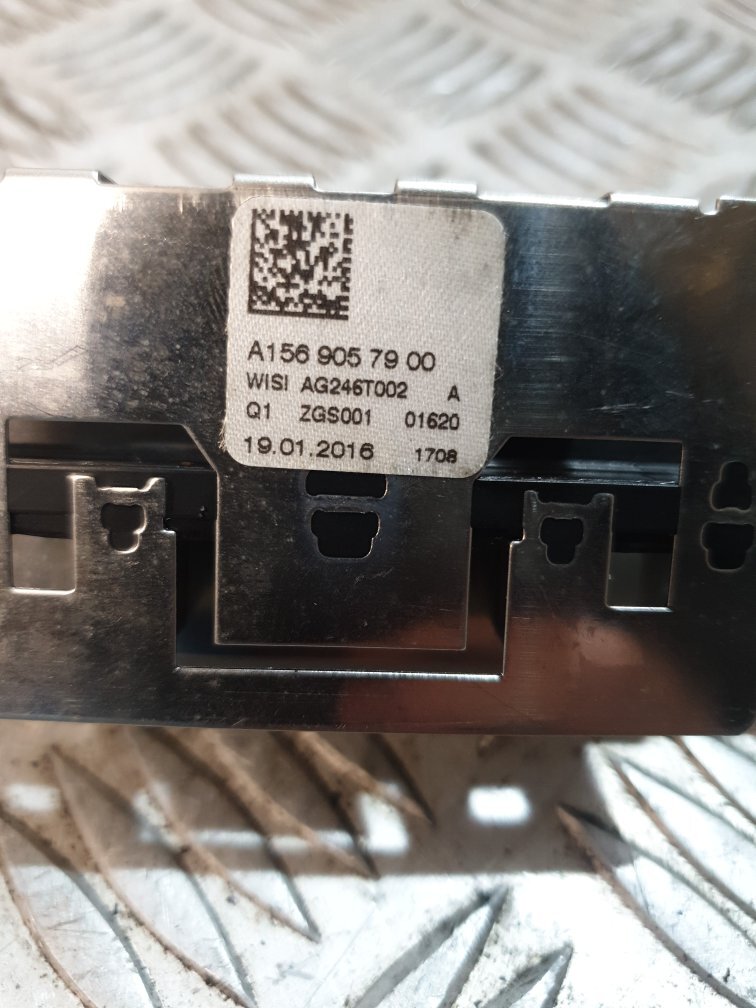 A156 905 79 00
WISI AG246T002 A
Q1 ZGS001 01620
19.01.2016 1708